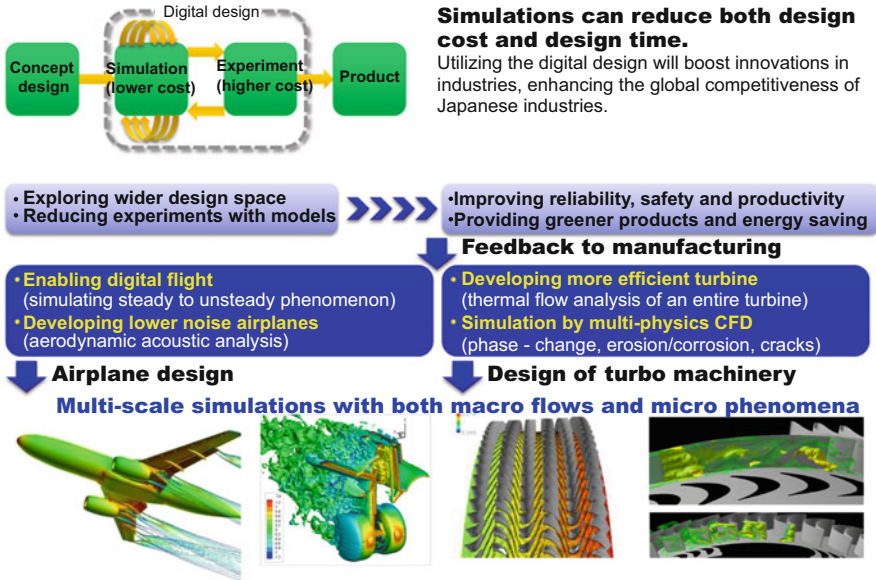 Digital design
Concept
design
Simulation
(lower cost)
Experiment
(higher cost)
Product
Simulations can reduce both design
cost and design time.
Utilizing the digital design will boost innovations in
industries, enhancing the global competitiveness of
Japanese industries.
• Exploring wider design space
• Reducing experiments with models
•Improving reliability, safety and productivity
•Providing greener products and energy saving
Feedback to manufacturing
• Enabling digital flight
(simulating steady to unsteady phenomenon)
• Developing lower noise airplanes
(aerodynamic acoustic analysis)
• Developing more efficient turbine
(thermal flow analysis of an entire turbine)
• Simulation by multi-physics CFD
(phase - change, erosion/corrosion, cracks)
Airplane design
Design of turbo machinery
Multi-scale simulations with both macro flows and micro phenomena